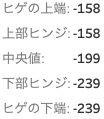 ヒゲの上端: -158
上部ヒンジ: -158
中央値: -199
下部ヒンジ: -239
ヒゲの下端: -239